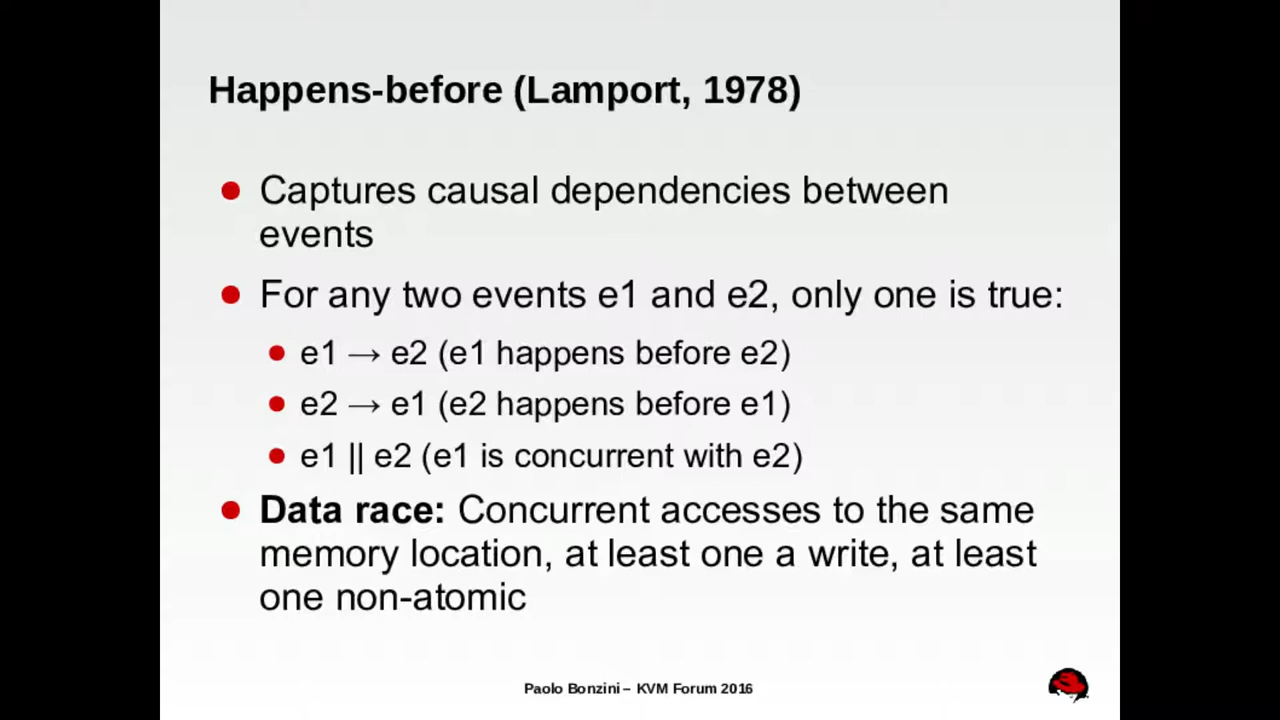 Happens-before (Lamport, 1978)
Captures causal dependencies between
events
For any two events e1 and e2, only one is true:
e1 → e2 (e1 happens before e2)
e2 → e1 (e2 happens before e1)
e1 || e2 (e1 is concurrent with e2)
Data race: Concurrent accesses to the same
memory location, at least one a write, at least
one non-atomic
Paolo Bonzini – KVM Forum 2016